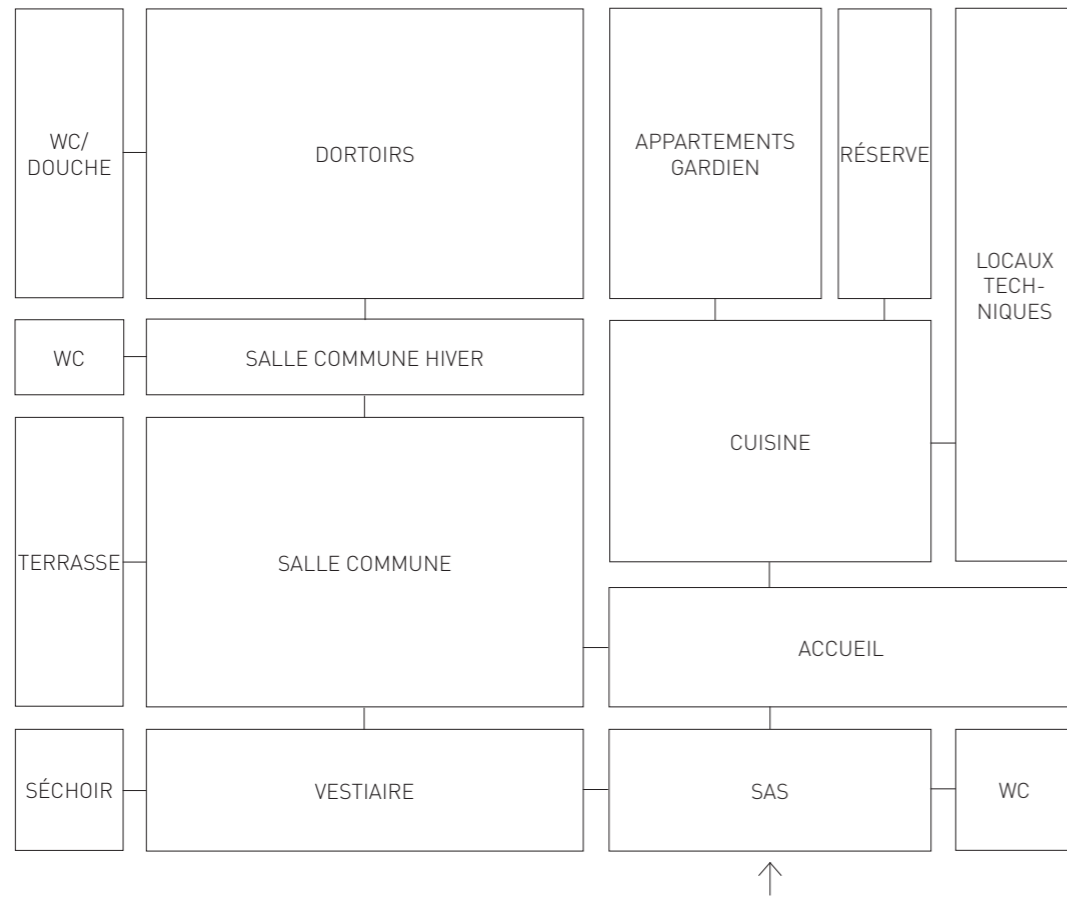 WC/
DOUCHE
DORTOIRS
APPARTEMENTS
GARDIEN
RÉSERVE
LOCAUX
TECH-
NIQUES
WC
SALLE COMMUNE HIVER
CUISINE
TERRASSE
SALLE COMMUNE
ACCUEIL
SÉCHOIR
VESTIAIRE
SAS
WC